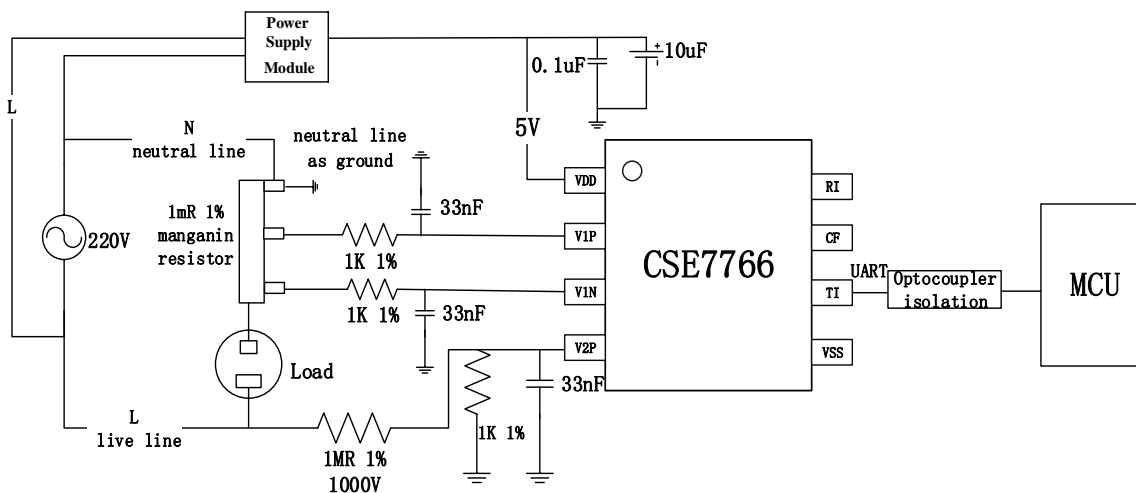 Power
Supply
Module
L
0.1uF
10uF
5V
N
neutral line
neutral line
as ground
220V
1mR 1%
manganin
resistor
33nF
1K 1%
1K 1%
33nF
Load
L
live line
1MR 1%
1000V
1K 1%
33nF
VDD
V1P
V1N
V2P
CSE7766
RI
CF
TI
VSS
UART
Optocoupler
isolation
MCU